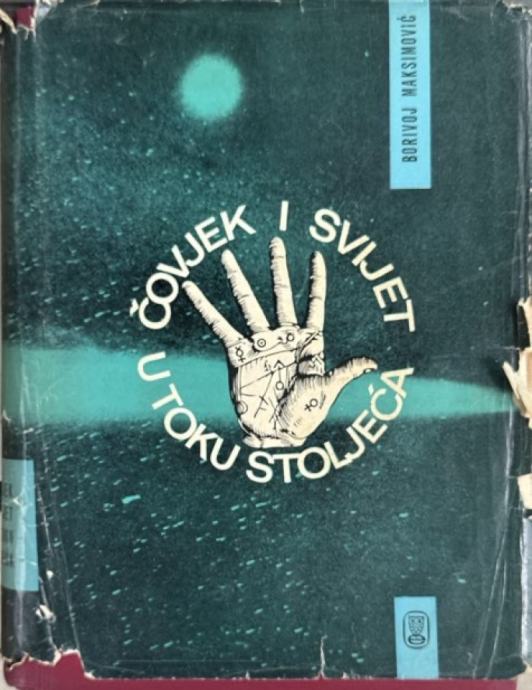 BORIVOJ MAKSIMOVIĆ
ČOVJEK I SVIJET
U TOKU STOLJEĆA